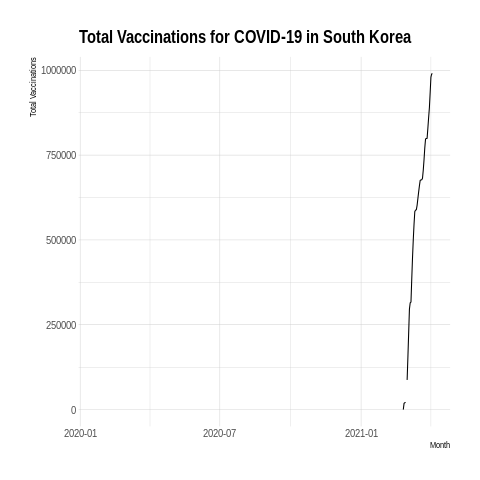 Total Vaccinations for COVID-19 in South Korea
Total Vaccinations
1000000
750000
500000
250000
0
2020-01
2020-07
2021-01
Month